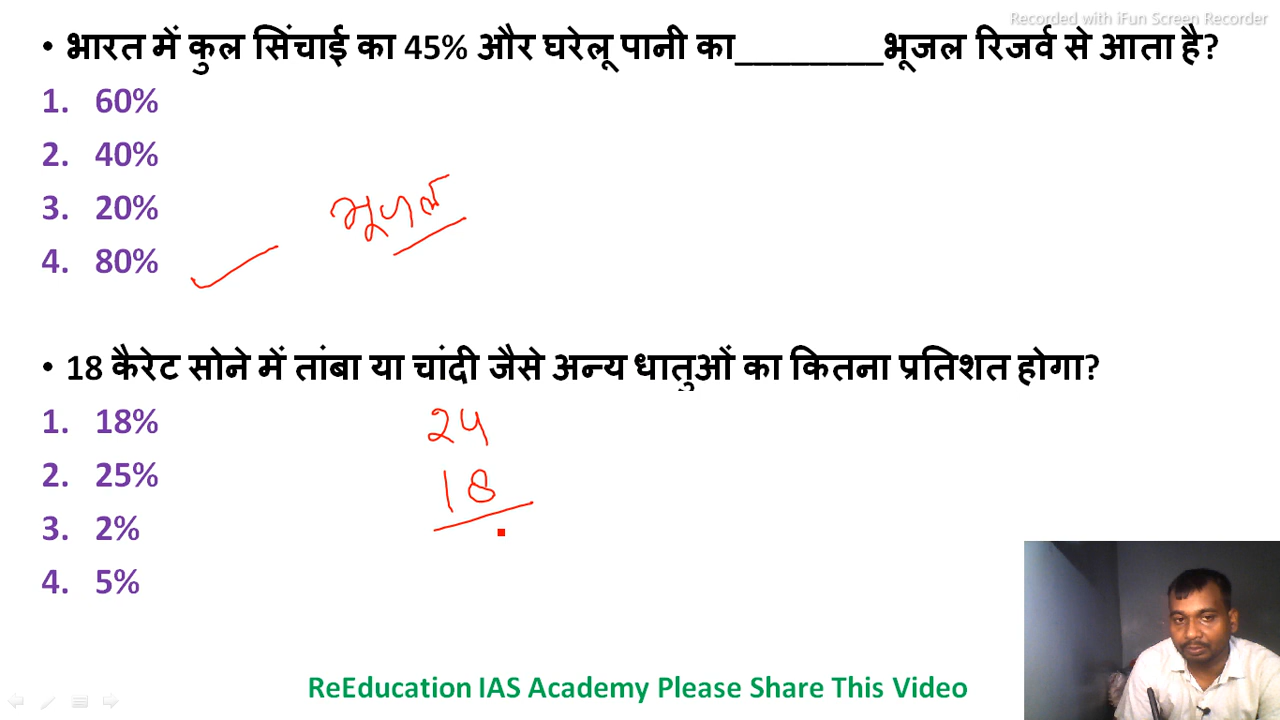 Recorded with iFun Screen Recorder
• भारत में कुल सिंचाई का 45% और घरेलू पानी का________भूजल रिजर्व से आता है?
1. 60%
2. 40%
3. 20%
4. 80%
भूजल
• 18 कैरेट सोने में तांबा या चांदी जैसे अन्य धातुओं का कितना प्रतिशत होगा?
1. 18%
2. 25%
3. 2%
4. 5%
24
18
ReEducation IAS Academy Please Share This Video